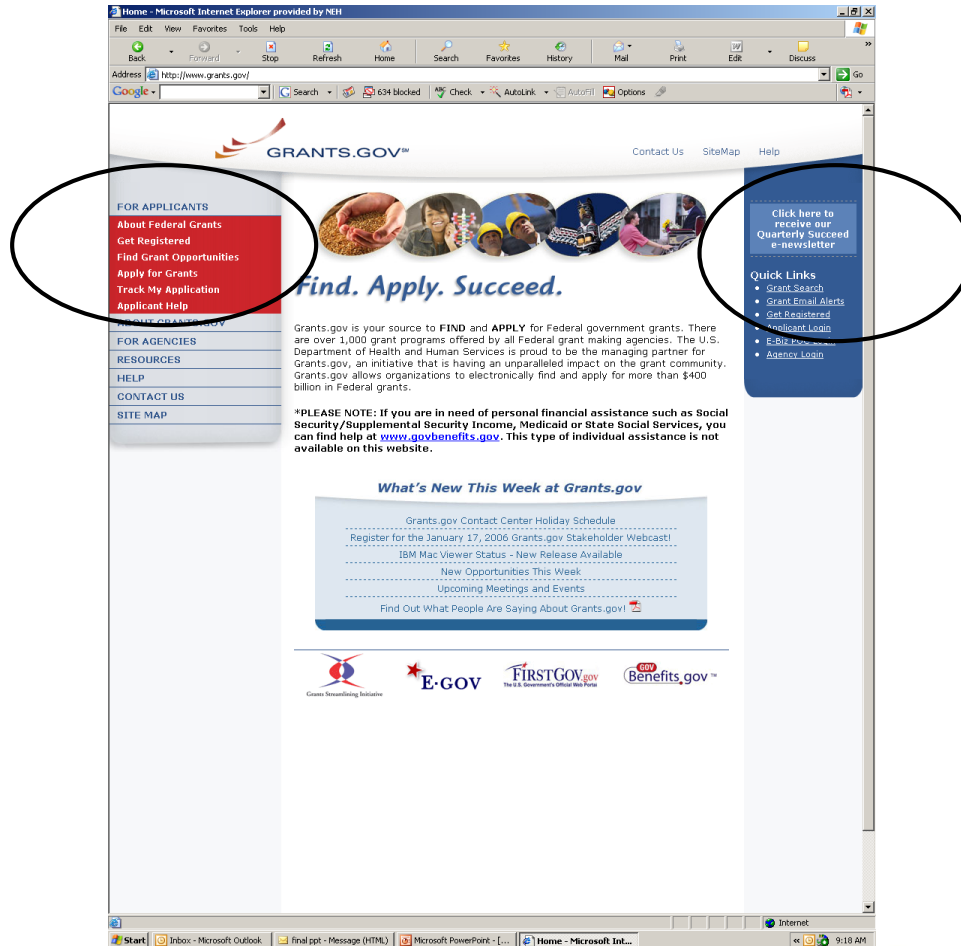 Home - Microsoft Internet Explorer provided by NEH
File Edit View Favorites Tools Help
Back Forward Stop Refresh Home Search Favorites History Mail Print Edit Discuss
Address http://www.grants.gov/ Go
Google Search 634 blocked ABC Check AutoLink AutoFill Options
GRANTS.GOV℠
Contact Us SiteMap Help
FOR APPLICANTS
About Federal Grants
Get Registered
Find Grant Opportunities
Apply for Grants
Track My Application
Applicant Help
ABOUT GRANTS.GOV
FOR AGENCIES
RESOURCES
HELP
CONTACT US
SITE MAP
Find. Apply. Succeed.
Grants.gov is your source to FIND and APPLY for Federal government grants. There
are over 1,000 grant programs offered by all Federal grant making agencies. The U.S.
Department of Health and Human Services is proud to be the managing partner for
Grants.gov, an initiative that is having an unparalleled impact on the grant community.
Grants.gov allows organizations to electronically find and apply for more than $400
billion in Federal grants.
*PLEASE NOTE: If you are in need of personal financial assistance such as Social
Security/Supplemental Security Income, Medicaid or State Social Services, you
can find help at www.govbenefits.gov. This type of individual assistance is not
available on this website.
What's New This Week at Grants.gov
Grants.gov Contact Center Holiday Schedule
Register for the January 17, 2006 Grants.gov Stakeholder Webcast!
IBM Mac Viewer Status - New Release Available
New Opportunities This Week
Upcoming Meetings and Events
Find Out What People Are Saying About Grants.gov!
Click here to
receive our
Quarterly Succeed
e-newsletter
Quick Links
Grant Search
Grant Email Alerts
Get Registered
Applicant Login
E-Biz POC Login
Agency Login
Grants Streamlining Initiative
E-GOV
FIRSTGOV.gov
The U.S. Government's Official Web Portal
GOV
Benefits.gov ™
Internet
Start Inbox - Microsoft Outlook final ppt - Message (HTML) Microsoft PowerPoint - [... Home - Microsoft Int... 9:18 AM